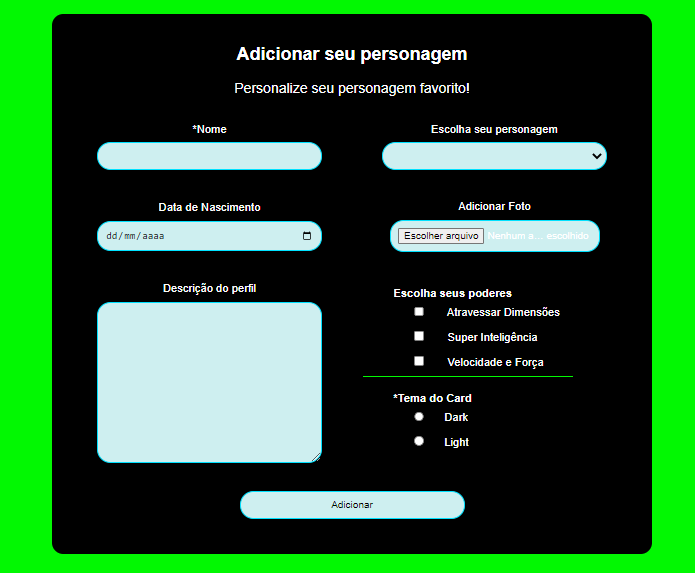 Adicionar seu personagem
Personalize seu personagem favorito!
*Nome
Escolha seu personagem
Data de Nascimento
dd/mm/aaaa
Adicionar Foto
Escolher arquivo Nenhum a... escolhido
Descrição do perfil
Escolha seus poderes
Atravessar Dimensões
Super Inteligência
Velocidade e Força
*Tema do Card
Dark
Light
Adicionar